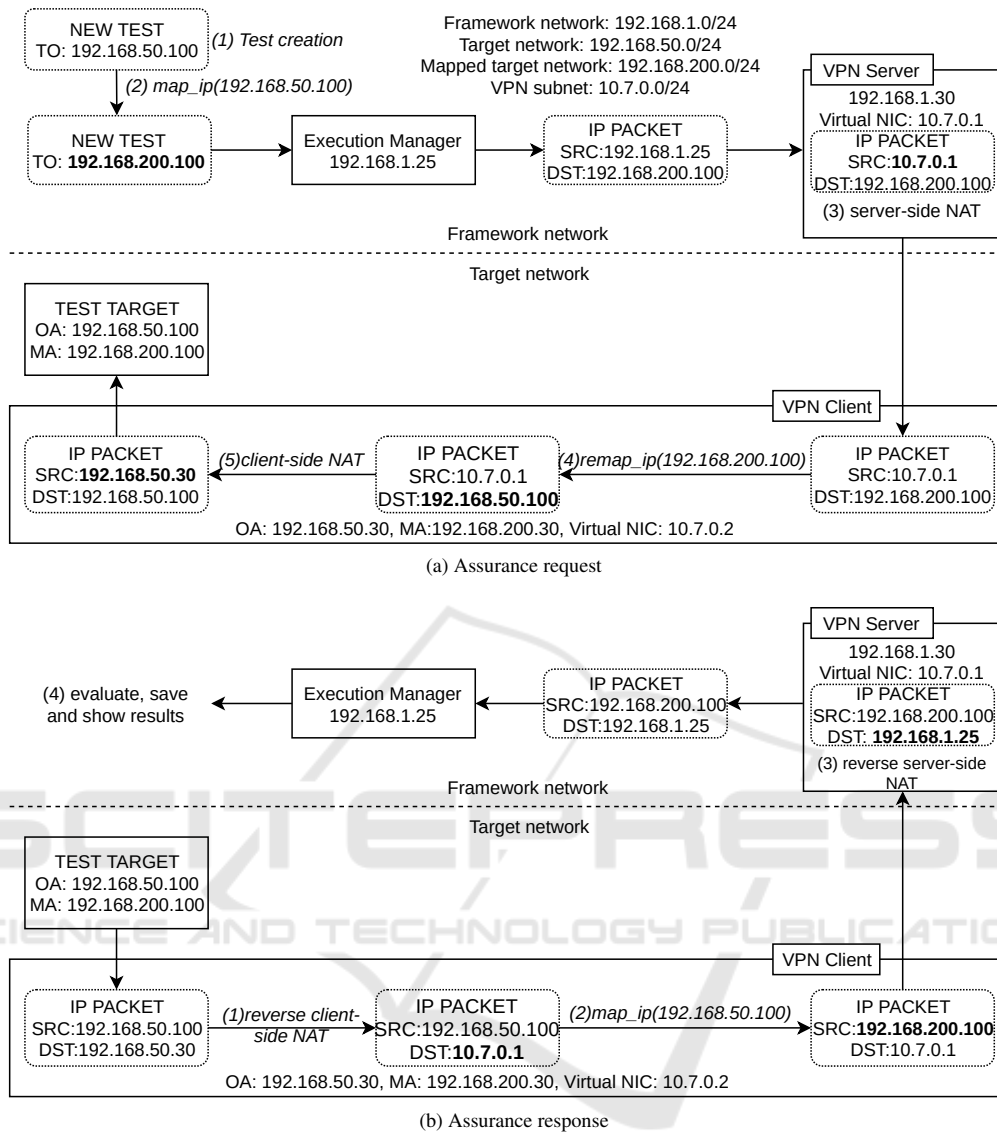 NEW TEST
TO: 192.168.50.100
(1) Test creation
(2) map_ip(192.168.50.100)
NEW TEST
TO: 192.168.200.100
Execution Manager
192.168.1.25
Framework network: 192.168.1.0/24
Target network: 192.168.50.0/24
Mapped target network: 192.168.200.0/24
VPN subnet: 10.7.0.0/24
IP PACKET
SRC:192.168.1.25
DST:192.168.200.100
VPN Server
192.168.1.30
Virtual NIC: 10.7.0.1
IP PACKET
SRC:10.7.0.1
DST:192.168.200.100
(3) server-side NAT
Framework network
Target network
TEST TARGET
OA: 192.168.50.100
MA: 192.168.200.100
VPN Client
IP PACKET
SRC:192.168.50.30
DST:192.168.50.100
(5)client-side NAT
IP PACKET
SRC:10.7.0.1
DST:192.168.50.100
(4)remap_ip(192.168.200.100)
IP PACKET
SRC:10.7.0.1
DST:192.168.200.100
OA: 192.168.50.30, MA:192.168.200.30, Virtual NIC: 10.7.0.2
(a) Assurance request
(4) evaluate, save
and show results
Execution Manager
192.168.1.25
IP PACKET
SRC:192.168.200.100
DST:192.168.1.25
VPN Server
192.168.1.30
Virtual NIC: 10.7.0.1
IP PACKET
SRC:192.168.200.100
DST: 192.168.1.25
(3) reverse server-side
NAT
Framework network
Target network
SCITEPRESS
SCIENCE AND TECHNOLOGY PUBLICATIO
TEST TARGET
OA: 192.168.50.100
MA: 192.168.200.100
VPN Client
IP PACKET
SRC:192.168.50.100
DST:192.168.50.30
(1)reverse client-
side NAT
IP PACKET
SRC:192.168.50.100
DST:10.7.0.1
(2)map_ip(192.168.50.100)
IP PACKET
SRC:192.168.200.100
DST:10.7.0.1
OA: 192.168.50.30, MA: 192.168.200.30, Virtual NIC: 10.7.0.2
(b) Assurance response